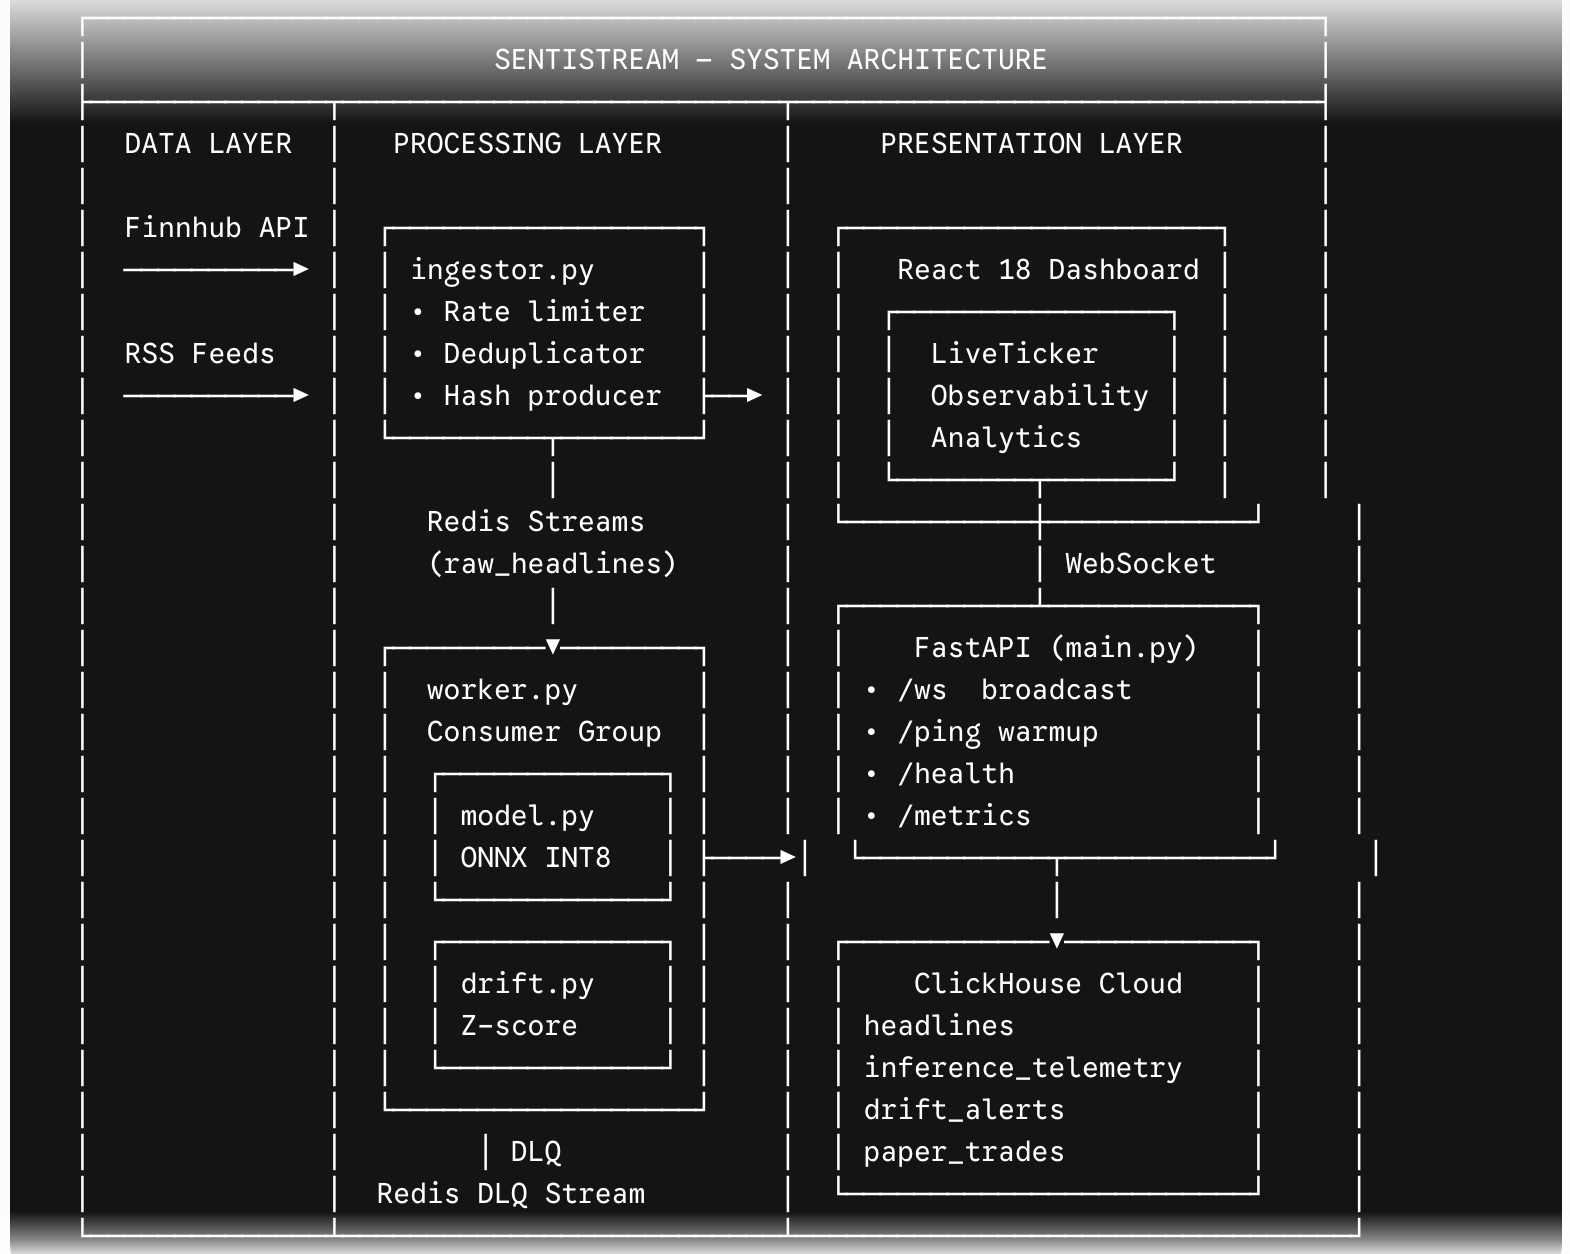 SENTISTREAM — SYSTEM ARCHITECTURE
DATA LAYER
Finnhub API
RSS Feeds
PROCESSING LAYER
ingestor.py
• Rate limiter
• Deduplicator
• Hash producer
Redis Streams
(raw_headlines)
worker.py
Consumer Group
model.py
ONNX INT8
drift.py
Z-score
DLQ
Redis DLQ Stream
PRESENTATION LAYER
React 18 Dashboard
LiveTicker
Observability
Analytics
WebSocket
FastAPI (main.py)
• /ws broadcast
• /ping warmup
• /health
• /metrics
ClickHouse Cloud
headlines
inference_telemetry
drift_alerts
paper_trades